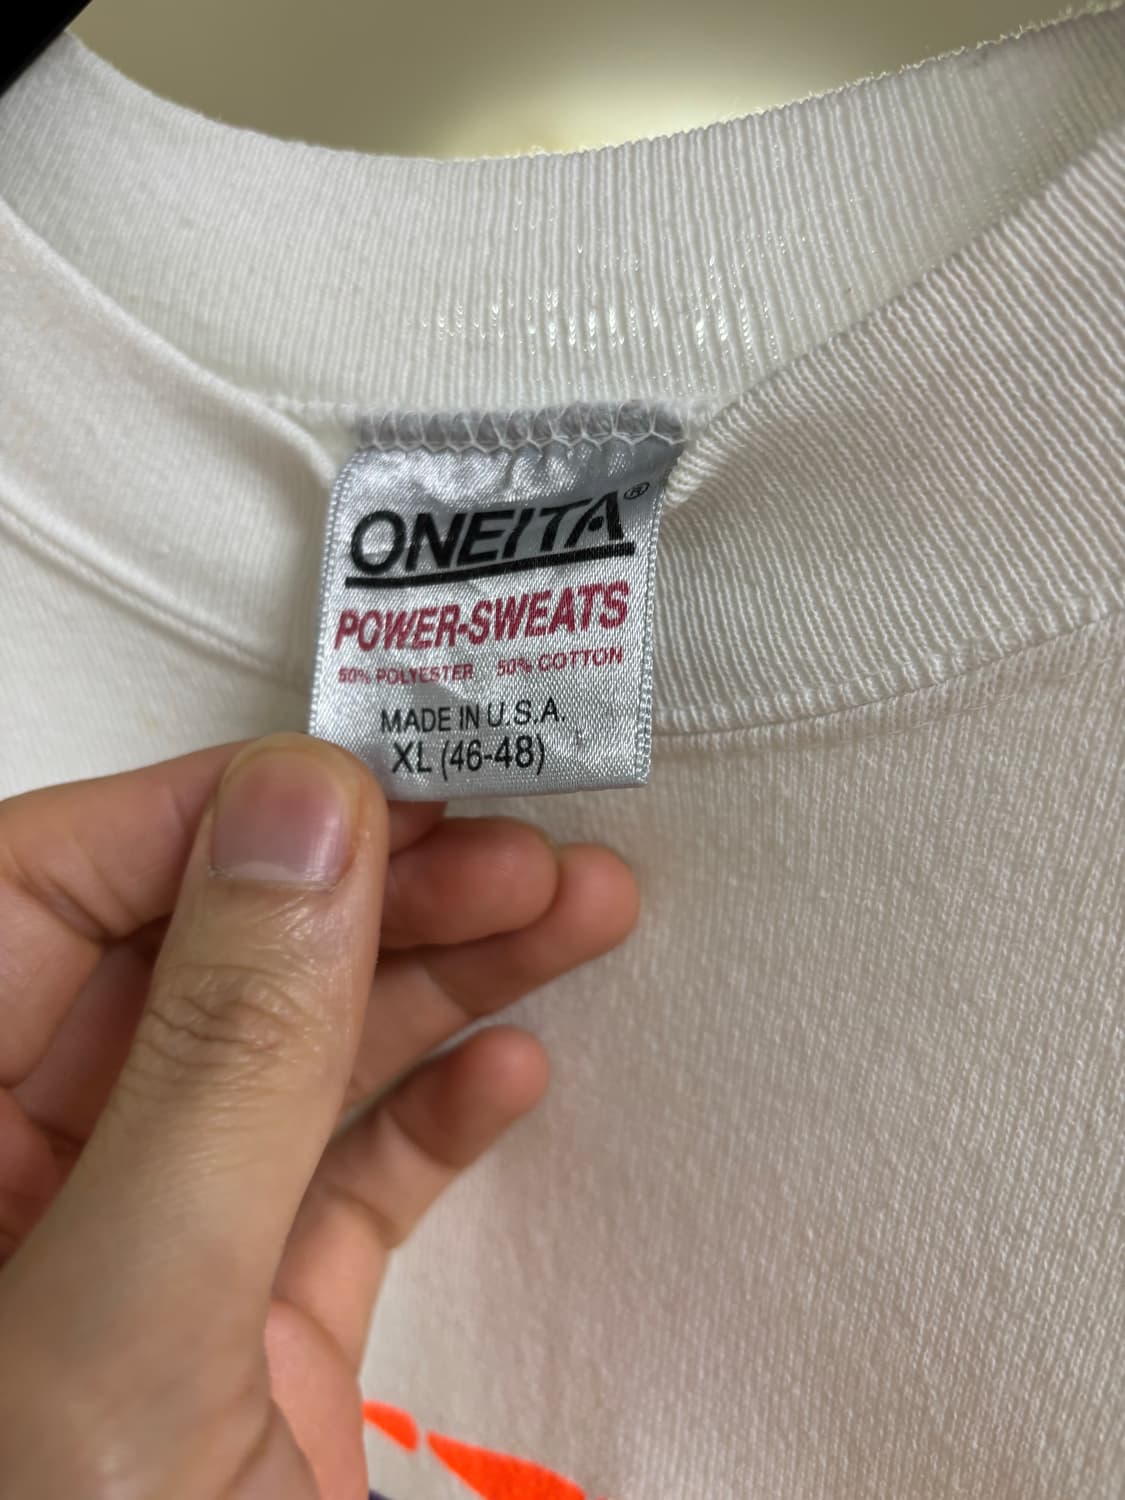 ONEITA®
POWER-SWEATS
50% POLYESTER 50% COTTON
MADE IN U.S.A.
XL (46-48)